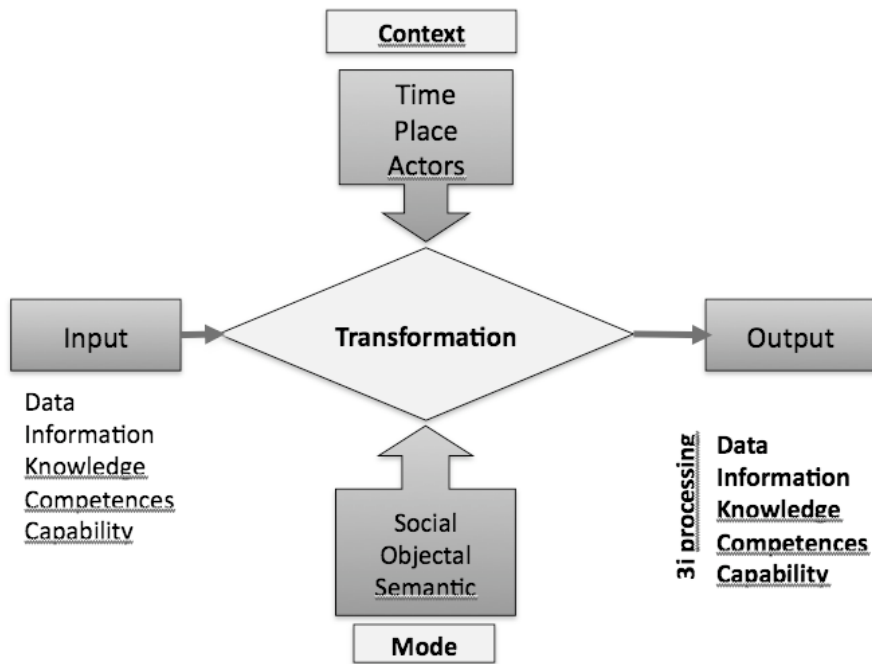 Context
Time
Place
Actors
Input
Transformation
Output
Data
Information
Knowledge
Competences
Capability
3i processing
Data
Information
Knowledge
Competences
Capability
Social
Objectal
Semantic
Mode